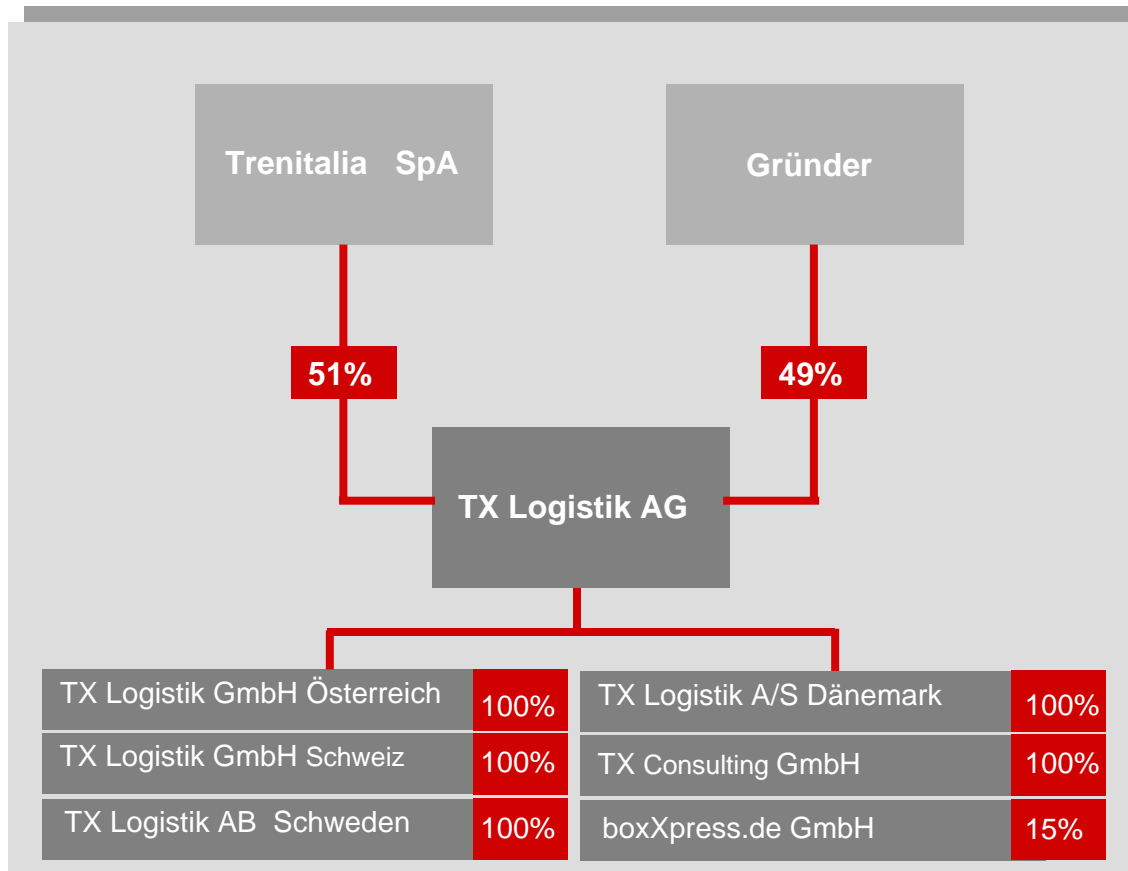 Trenitalia SpA
Gründer
51%
49%
TX Logistik AG
TX Logistik GmbH Österreich 100%
TX Logistik GmbH Schweiz 100%
TX Logistik AB Schweden 100%
TX Logistik A/S Dänemark 100%
TX Consulting GmbH 100%
boxXpress.de GmbH 15%